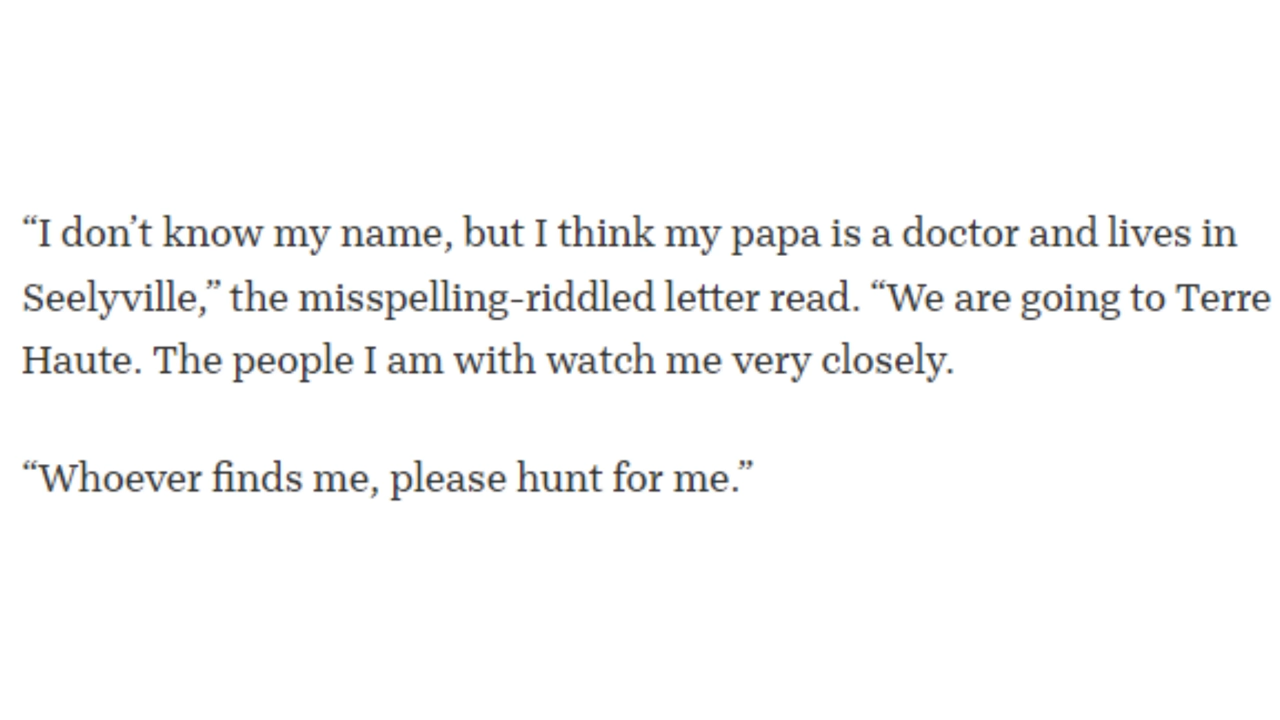 “I don’t know my name, but I think my papa is a doctor and lives in
Seelyville,” the misspelling-riddled letter read. “We are going to Terre
Haute. The people I am with watch me very closely.
“Whoever finds me, please hunt for me.”